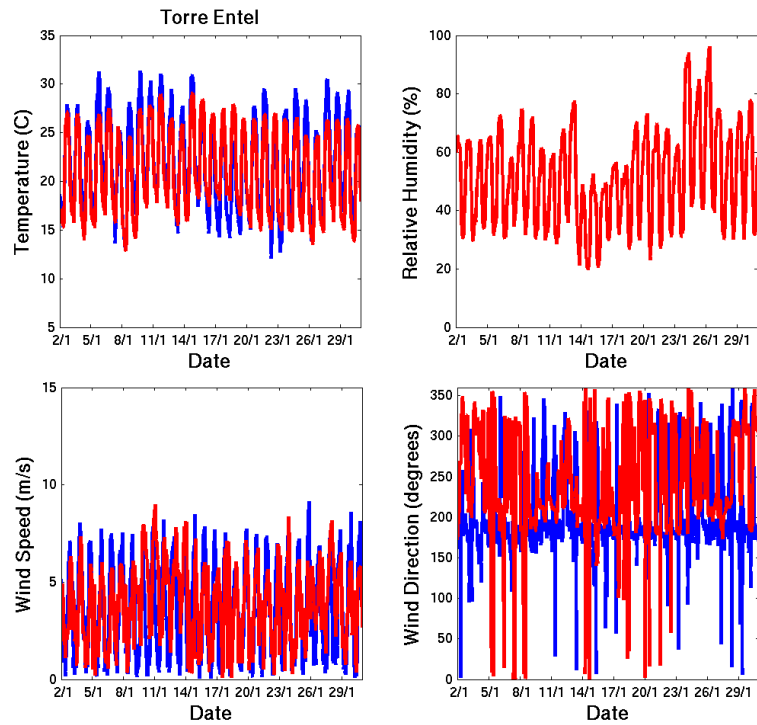 Torre Entel
35
30
25
20
15
10
5
Temperature (C)
2/1 5/1 8/1 11/1 14/1 17/1 20/1 23/1 26/1 29/1
Date
100
80
60
40
20
0
Relative Humidity (%)
2/1 5/1 8/1 11/1 14/1 17/1 20/1 23/1 26/1 29/1
Date
15
10
5
0
Wind Speed (m/s)
2/1 5/1 8/1 11/1 14/1 17/1 20/1 23/1 26/1 29/1
Date
350
300
250
200
150
100
50
0
Wind Direction (degrees)
2/1 5/1 8/1 11/1 14/1 17/1 20/1 23/1 26/1 29/1
Date